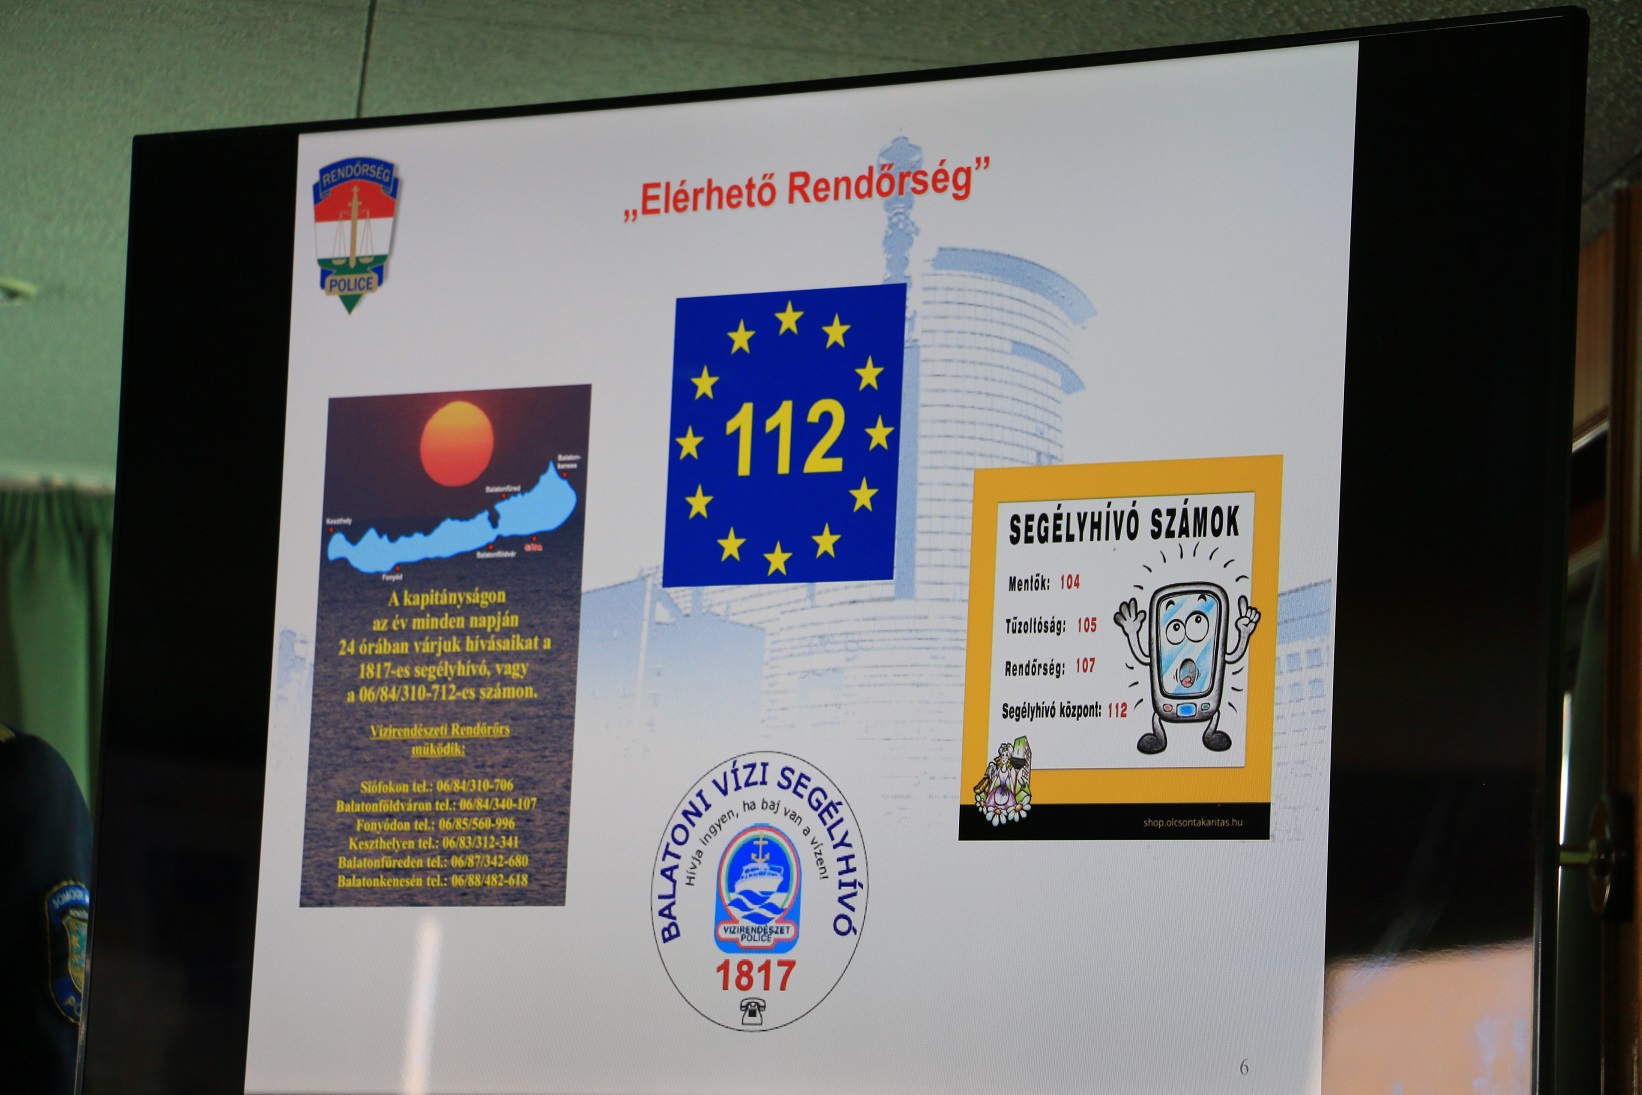 RENDŐRSÉG
POLICE
„Elérhető Rendőrség”
112
Balaton-
kenese
Balatonfüred
Keszthely
Balatonföldvár
Siófok
Fonyód
A kapitányságon
az év minden napján
24 órában várjuk hívásaikat a
1817-es segélyhívó, vagy
a 06/84/310-712-es számon.
Vízirendészeti Rendőrőrs
működik:
Siófokon tel.: 06/84/310-706
Balatonföldváron tel.: 06/84/340-107
Fonyódon tel.: 06/85/560-996
Keszthelyen tel.: 06/83/312-341
Balatonfüreden tel.: 06/87/342-680
Balatonkenesén tel.: 06/88/482-618
SEGÉLYHÍVÓ SZÁMOK
Mentők: 104
Tűzoltóság: 105
Rendőrség: 107
Segélyhívó központ: 112
shop.olcsontakaritas.hu
BALATONI VÍZI SEGÉLYHÍVÓ
Hívja ingyen, ha baj van a vízen!
VIZIRENDÉSZET
POLICE
1817
6